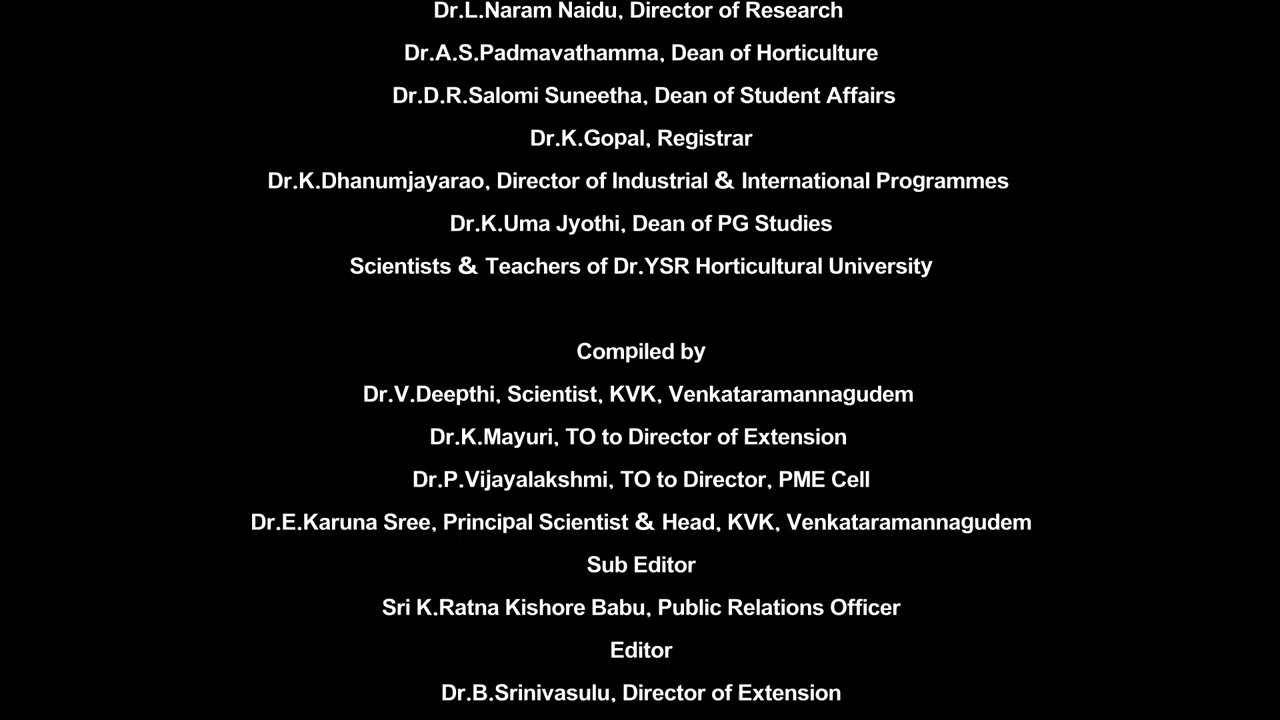 Dr.L.Naram Naidu, Director of Research
Dr.A.S.Padmavathamma, Dean of Horticulture
Dr.D.R.Salomi Suneetha, Dean of Student Affairs
Dr.K.Gopal, Registrar
Dr.K.Dhanumjayarao, Director of Industrial & International Programmes
Dr.K.Uma Jyothi, Dean of PG Studies
Scientists & Teachers of Dr.YSR Horticultural University
Compiled by
Dr.V.Deepthi, Scientist, KVK, Venkataramannagudem
Dr.K.Mayuri, TO to Director of Extension
Dr.P.Vijayalakshmi, TO to Director, PME Cell
Dr.E.Karuna Sree, Principal Scientist & Head, KVK, Venkataramannagudem
Sub Editor
Sri K.Ratna Kishore Babu, Public Relations Officer
Editor
Dr.B.Srinivasulu, Director of Extension